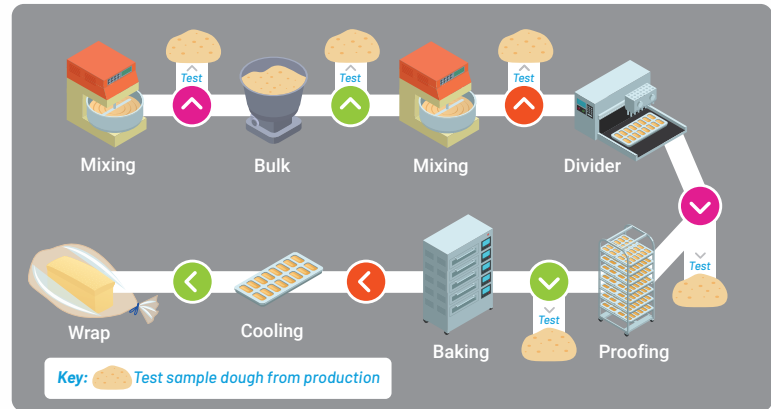 Test
Test
Test
Mixing
Bulk
Mixing
Divider
Test
Test
Wrap
Cooling
Baking
Proofing
Key: Test sample dough from production